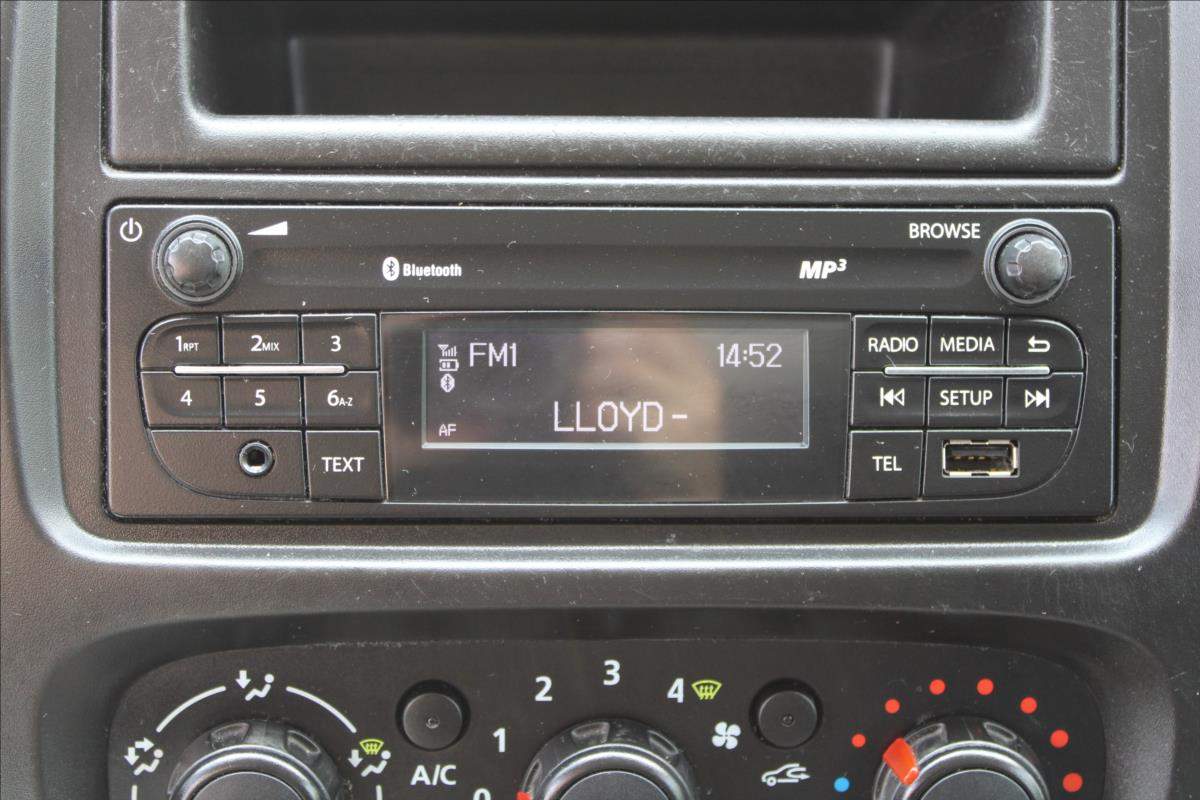 BROWSE
Bluetooth
MP3
1RPT 2MIX 3
FM1 14:52
RADIO MEDIA
4 5 6A-Z
LLOYD-
SETUP
AF
TEXT
TEL
1 2 3 4
A/C
0